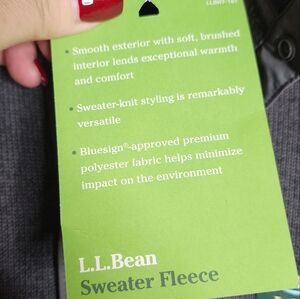 • Smooth exterior with soft, brushed
interior lends exceptional warmth
and comfort
• Sweater-knit styling is remarkably
versatile
• Bluesign®-approved premium
polyester fabric helps minimize
impact on the environment
L.L.Bean
Sweater Fleece